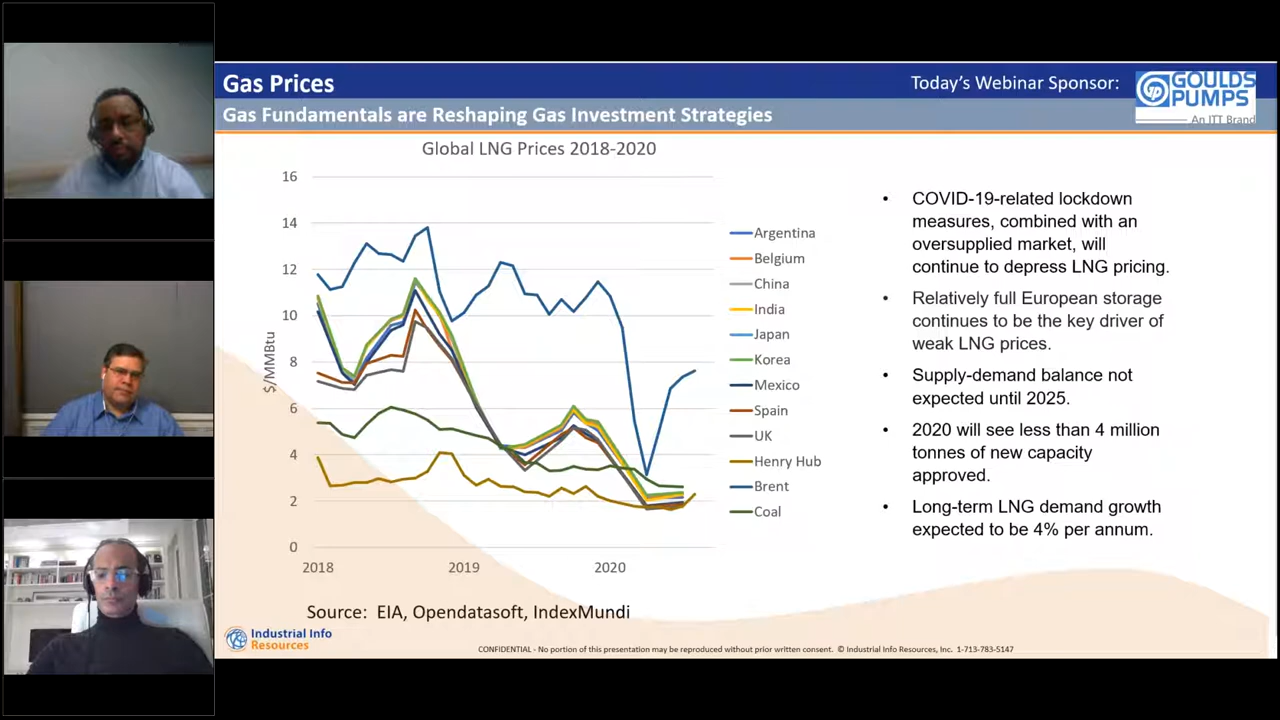 Gas Prices
Today's Webinar Sponsor:
GOULDS
PUMPS
An ITT Brand
Gas Fundamentals are Reshaping Gas Investment Strategies
Global LNG Prices 2018-2020
16
14
12
10
8
6
4
2
0
$/MMBtu
2018
2019
2020
Argentina
Belgium
China
India
Japan
Korea
Mexico
Spain
UK
Henry Hub
Brent
Coal
• COVID-19-related lockdown
measures, combined with an
oversupplied market, will
continue to depress LNG pricing.
• Relatively full European storage
continues to be the key driver of
weak LNG prices.
• Supply-demand balance not
expected until 2025.
• 2020 will see less than 4 million
tonnes of new capacity
approved.
• Long-term LNG demand growth
expected to be 4% per annum.
Source: EIA, Opendatasoft, IndexMundi
Industrial Info
Resources
CONFIDENTIAL - No portion of this presentation may be reproduced without prior written consent. © Industrial Info Resources, Inc. 1-713-783-5147